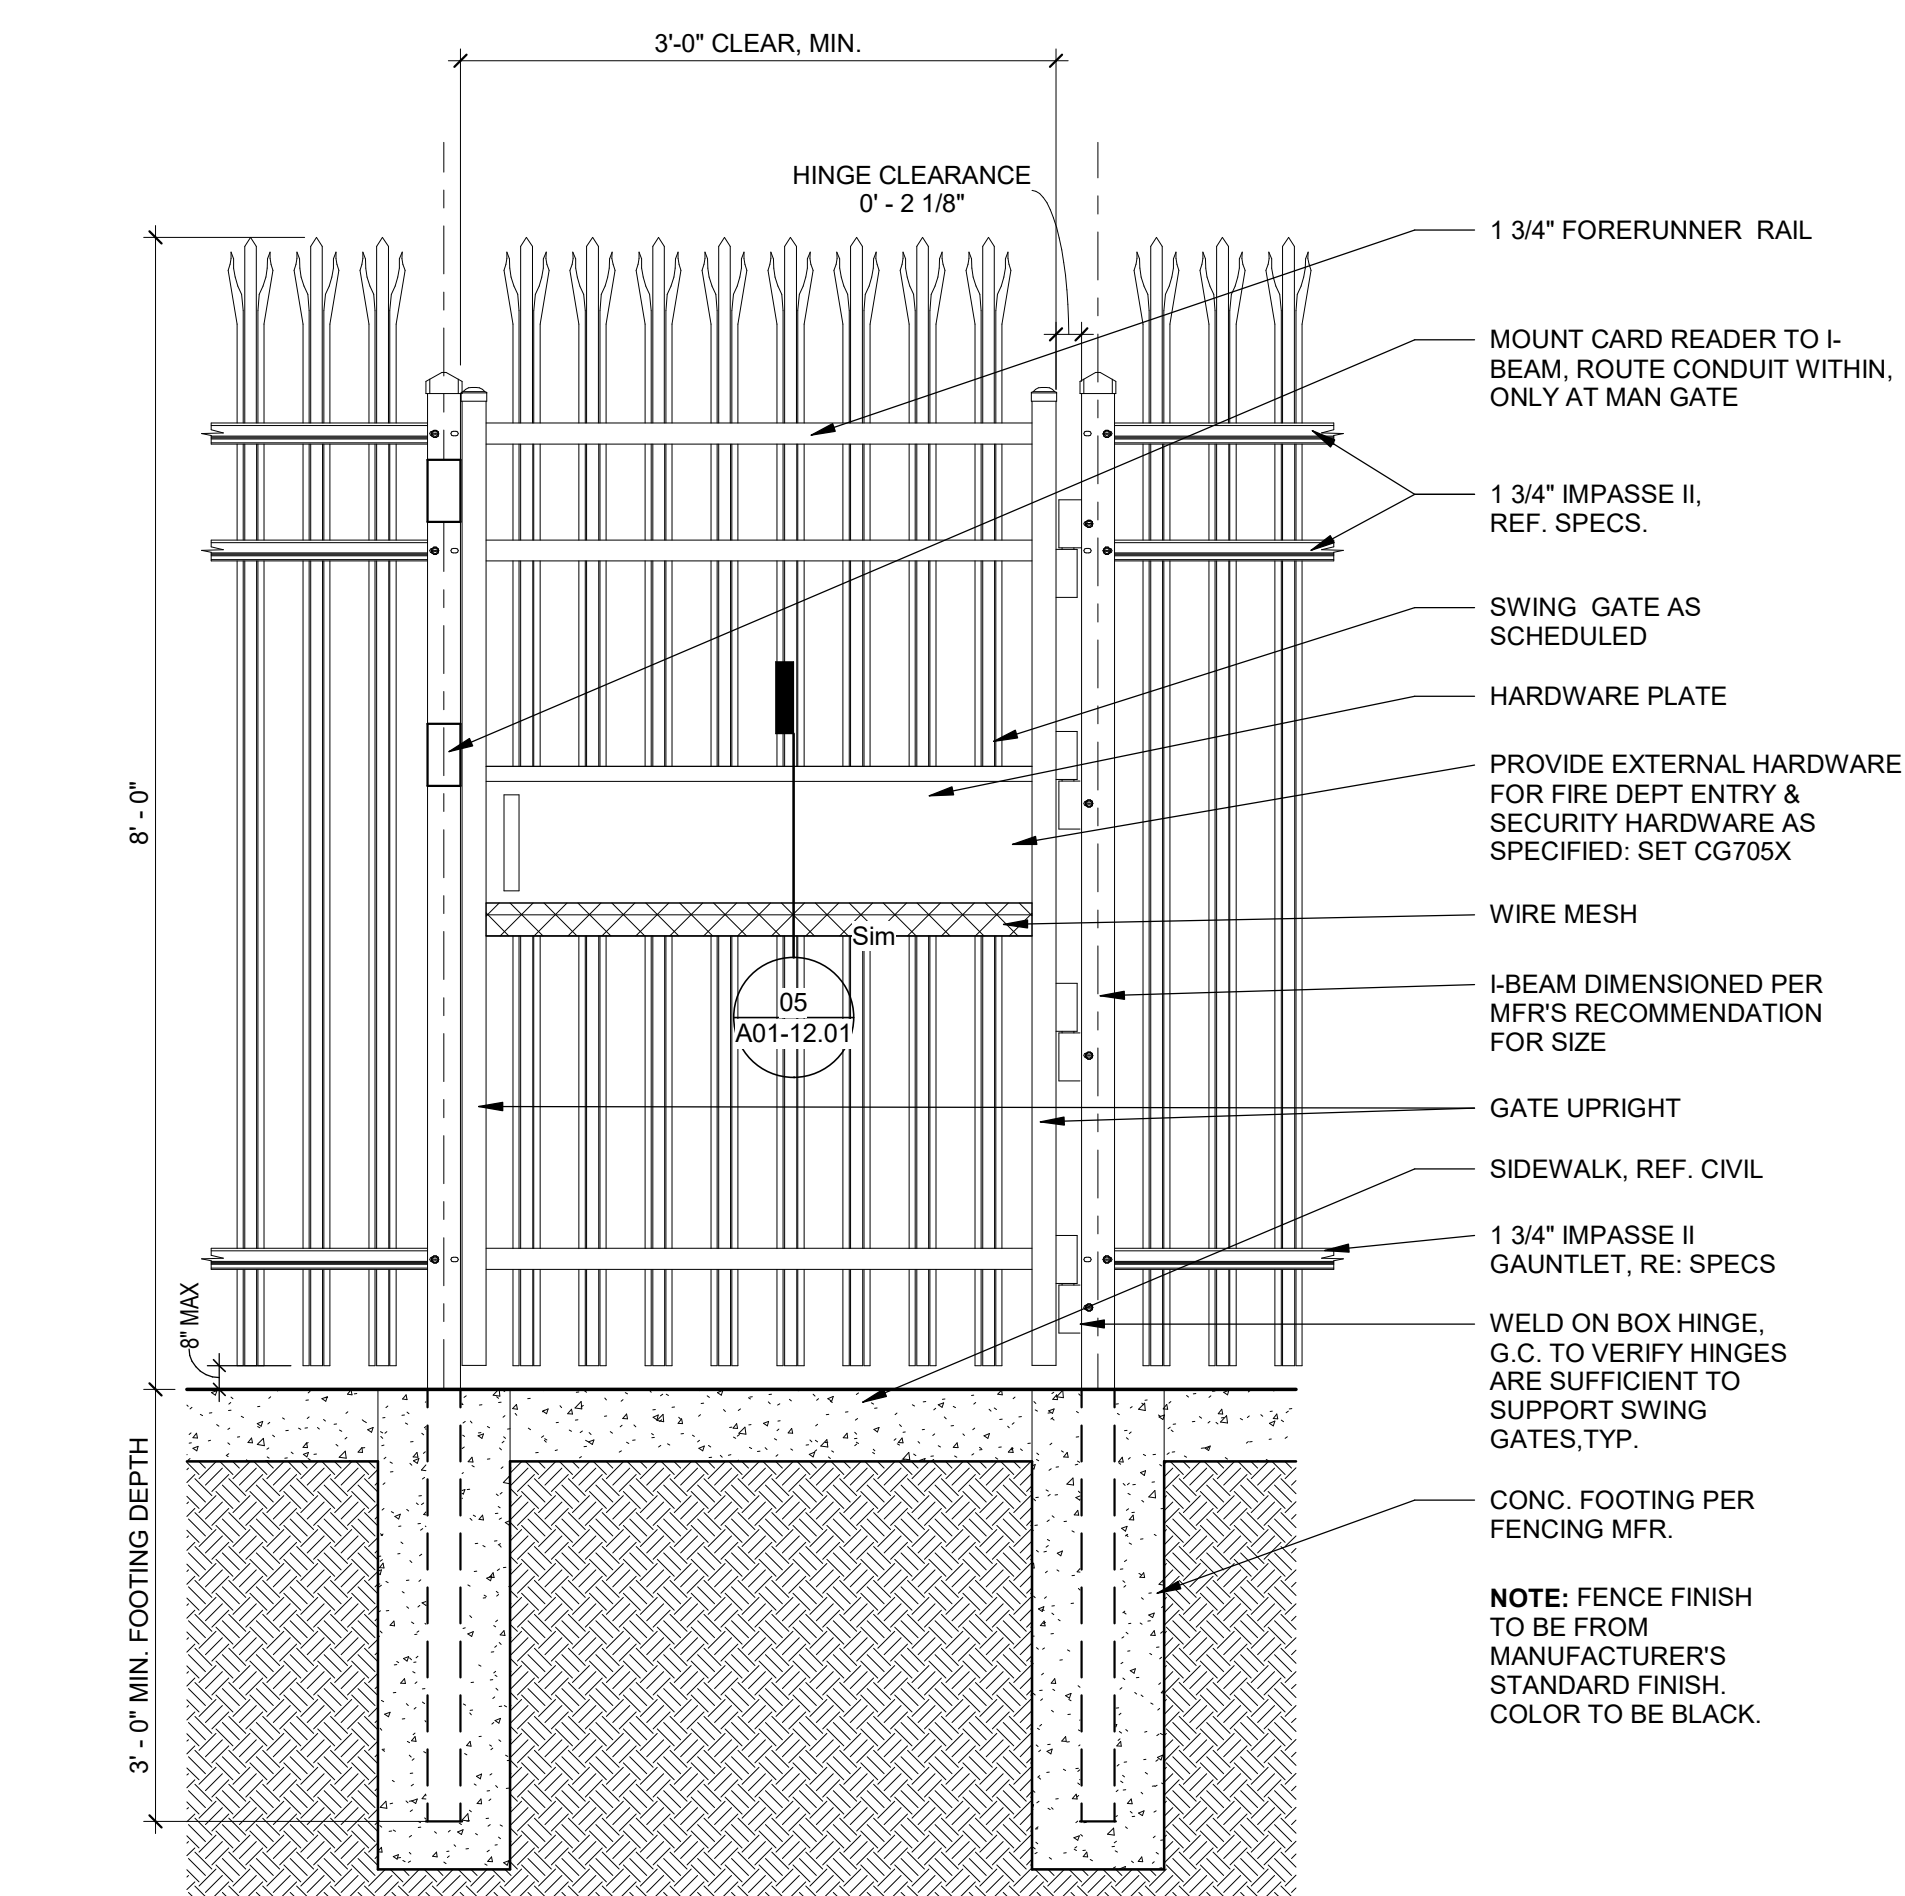 3'-0" CLEAR, MIN.
HINGE CLEARANCE
0' - 2 1/8"
1 3/4" FORERUNNER RAIL
MOUNT CARD READER TO I-
BEAM, ROUTE CONDUIT WITHIN,
ONLY AT MAN GATE
1 3/4" IMPASSE II,
REF. SPECS.
SWING GATE AS
SCHEDULED
HARDWARE PLATE
PROVIDE EXTERNAL HARDWARE
FOR FIRE DEPT ENTRY &
SECURITY HARDWARE AS
SPECIFIED: SET CG705X
WIRE MESH
Sim
05
A01-12.01
I-BEAM DIMENSIONED PER
MFR'S RECOMMENDATION
FOR SIZE
GATE UPRIGHT
SIDEWALK, REF. CIVIL
1 3/4" IMPASSE II
GAUNTLET, RE: SPECS
WELD ON BOX HINGE,
G.C. TO VERIFY HINGES
ARE SUFFICIENT TO
SUPPORT SWING
GATES,TYP.
CONC. FOOTING PER
FENCING MFR.
NOTE: FENCE FINISH
TO BE FROM
MANUFACTURER'S
STANDARD FINISH.
COLOR TO BE BLACK.
8' - 0"
8" MAX
3' - 0" MIN. FOOTING DEPTH